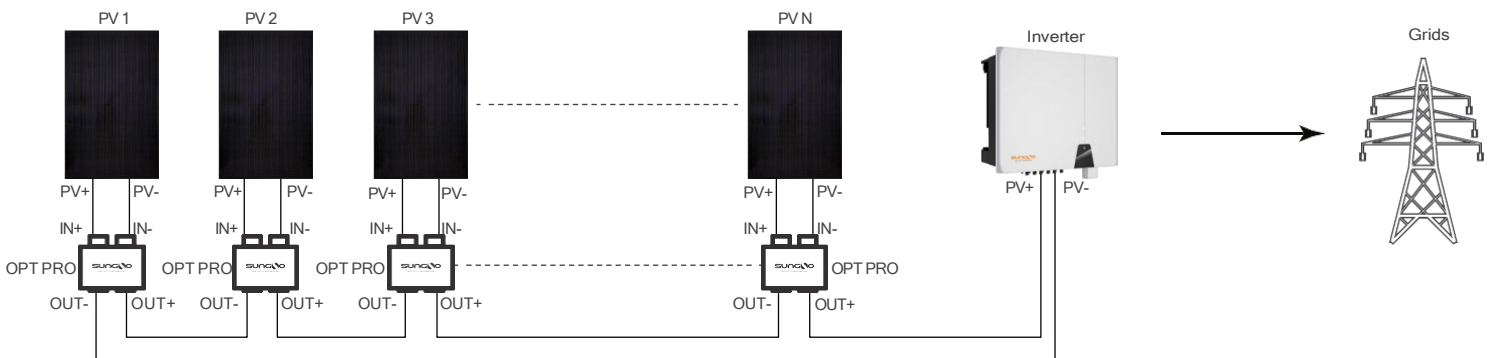 PV 1
PV 2
PV 3
PV N
Inverter
Grids
PV+
PV-
PV+
PV-
PV+
PV-
PV+
PV-
PV+
PV-
IN+
IN-
IN+
IN-
IN+
IN-
IN+
IN-
OPT PRO
OPT PRO
OPT PRO
OPT PRO
OUT-
OUT+
OUT-
OUT+
OUT-
OUT+
OUT-
OUT+